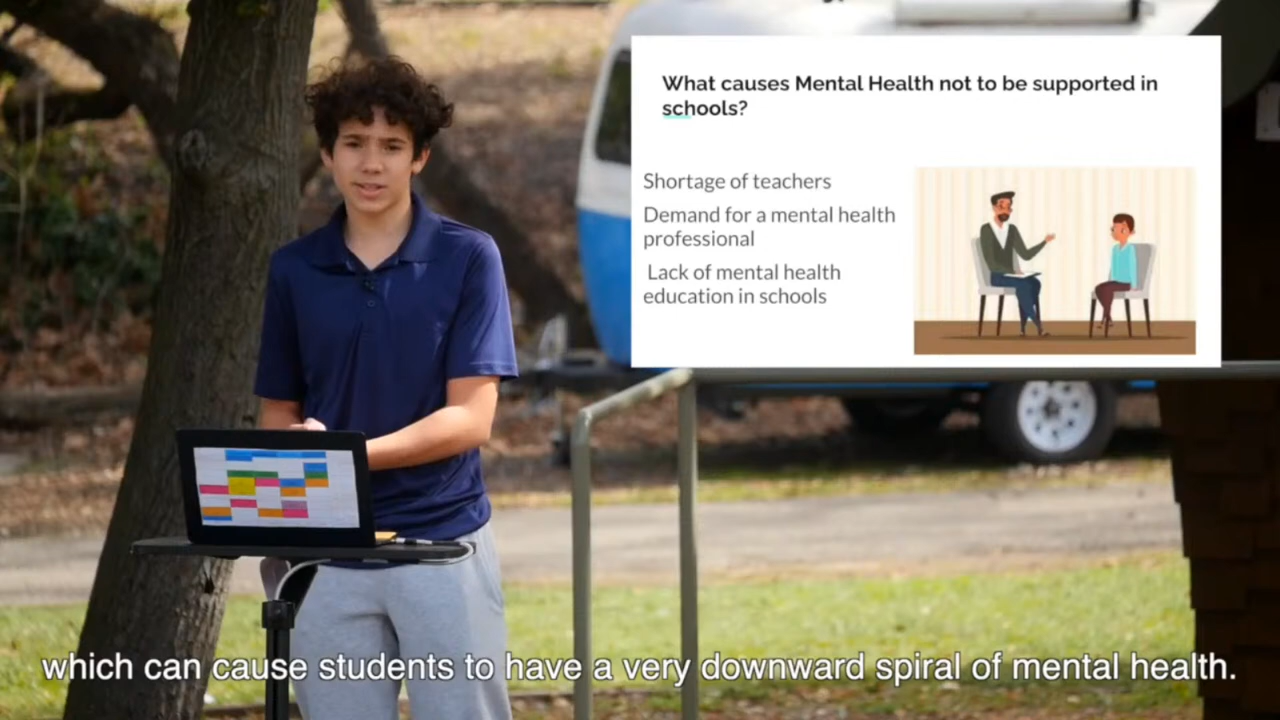 What causes Mental Health not to be supported in
schools?
Shortage of teachers
Demand for a mental health
professional
Lack of mental health
education in schools
which can cause students to have a very downward spiral of mental health.